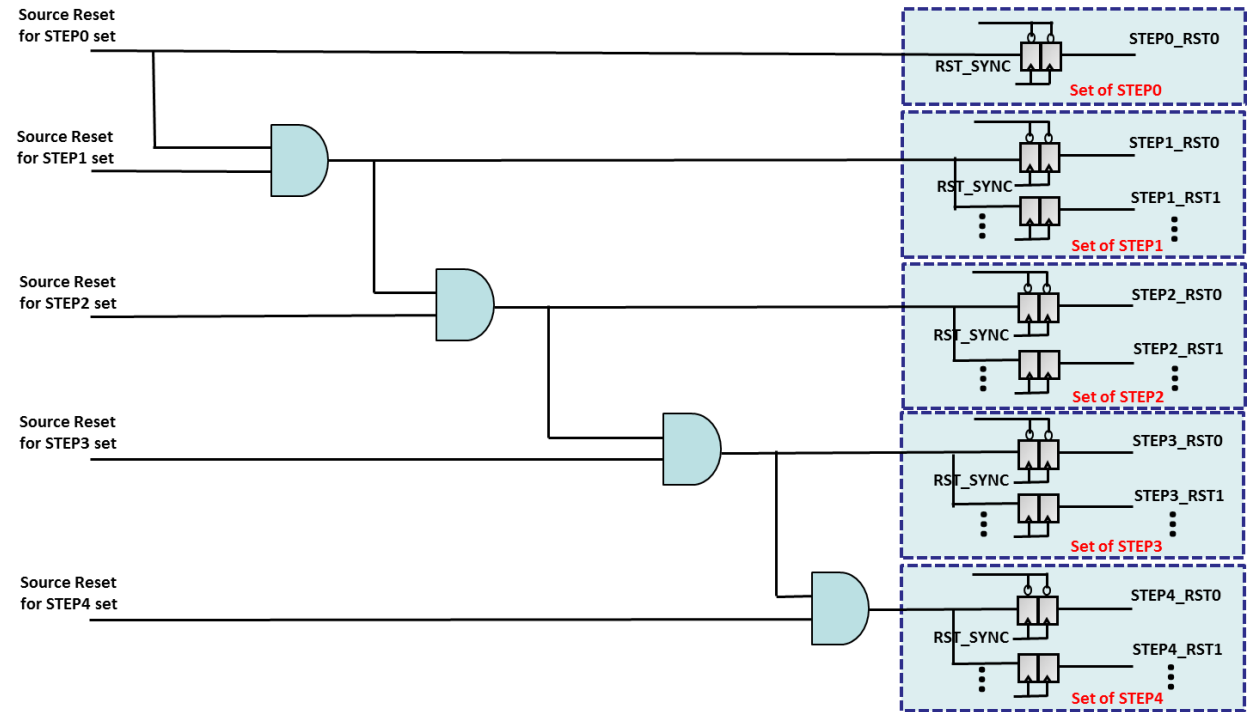 Source Reset
for STEP0 set
STEP0_RST0
RST_SYNC
Set of STEP0
Source Reset
for STEP1 set
STEP1_RST0
RST_SYNC
STEP1_RST1
Set of STEP1
Source Reset
for STEP2 set
STEP2_RST0
RST_SYNC
STEP2_RST1
Set of STEP2
Source Reset
for STEP3 set
STEP3_RST0
RST_SYNC
STEP3_RST1
Set of STEP3
Source Reset
for STEP4 set
STEP4_RST0
RST_SYNC
STEP4_RST1
Set of STEP4